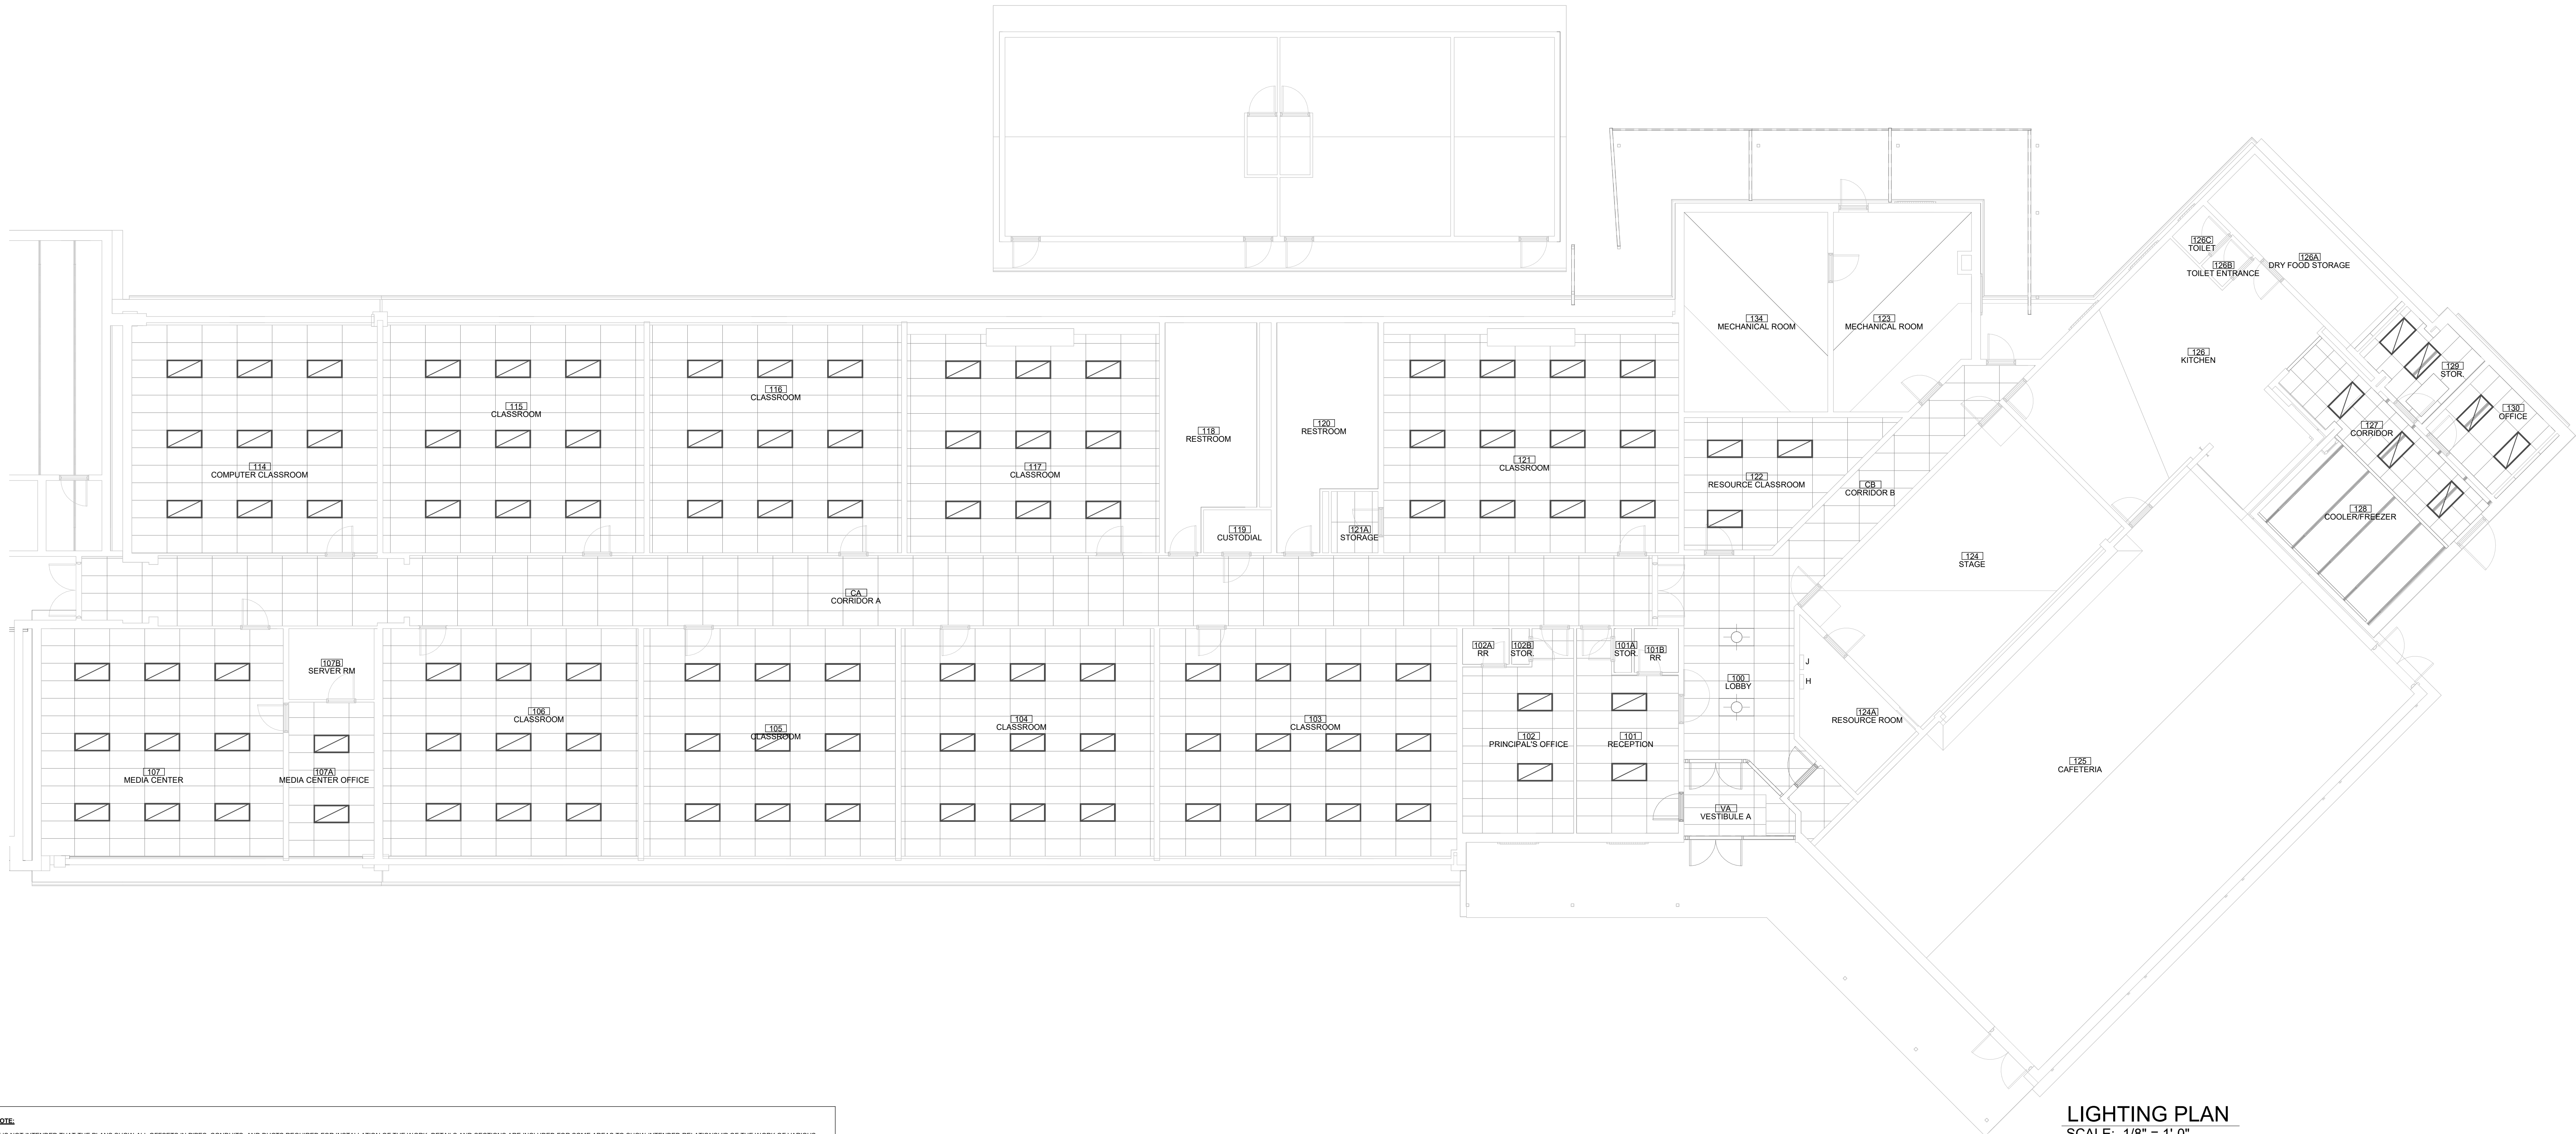 126C
TOILET
126B
TOILET ENTRANCE
126A
DRY FOOD STORAGE
134
MECHANICAL ROOM
123
MECHANICAL ROOM
126
KITCHEN
129
STOR.
130
OFFICE
127
CORRIDOR
128
COOLER/FREEZER
114
COMPUTER CLASSROOM
115
CLASSROOM
116
CLASSROOM
117
CLASSROOM
118
RESTROOM
119
CUSTODIAL
120
RESTROOM
121A
STORAGE
121
CLASSROOM
122
RESOURCE CLASSROOM
CB
CORRIDOR B
124
STAGE
CA
CORRIDOR A
107
MEDIA CENTER
107B
SERVER RM
107A
MEDIA CENTER OFFICE
106
CLASSROOM
105
CLASSROOM
104
CLASSROOM
103
CLASSROOM
102A
RR
102B
STOR.
101A
STOR.
101B
RR
102
PRINCIPAL'S OFFICE
101
RECEPTION
100
LOBBY
J
H
124A
RESOURCE ROOM
VA
VESTIBULE A
125
CAFETERIA
LIGHTING PLAN
SCALE: 1/8" = 1'-0"